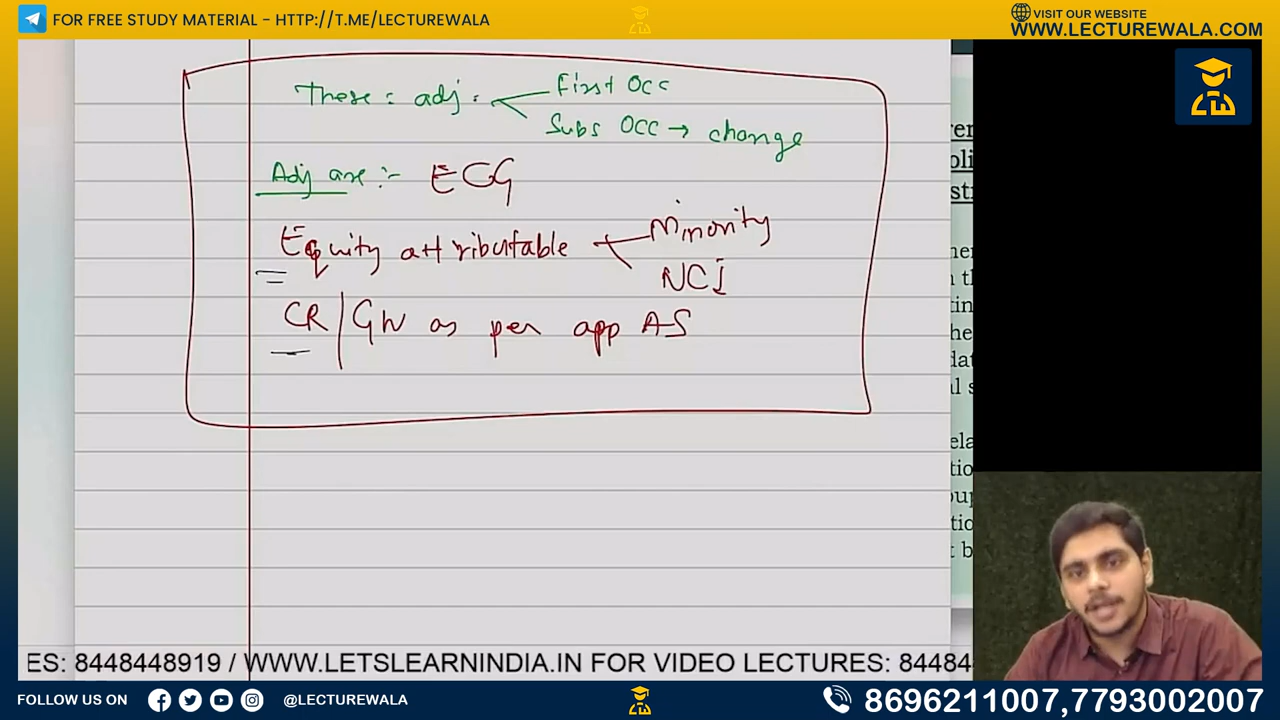 FOR FREE STUDY MATERIAL - HTTP://T.ME/LECTUREWALA
VISIT OUR WEBSITE
WWW.LECTUREWALA.COM
These : adj. First Occ
Subs Occ → change
Adj are :- ECG
Equity attributable Minority
NCI
CR | GW as per app AS
ES: 8448448919 / WWW.LETSLEARNINDIA.IN FOR VIDEO LECTURES: 84484
FOLLOW US ON
@LECTUREWALA
8696211007,7793002007